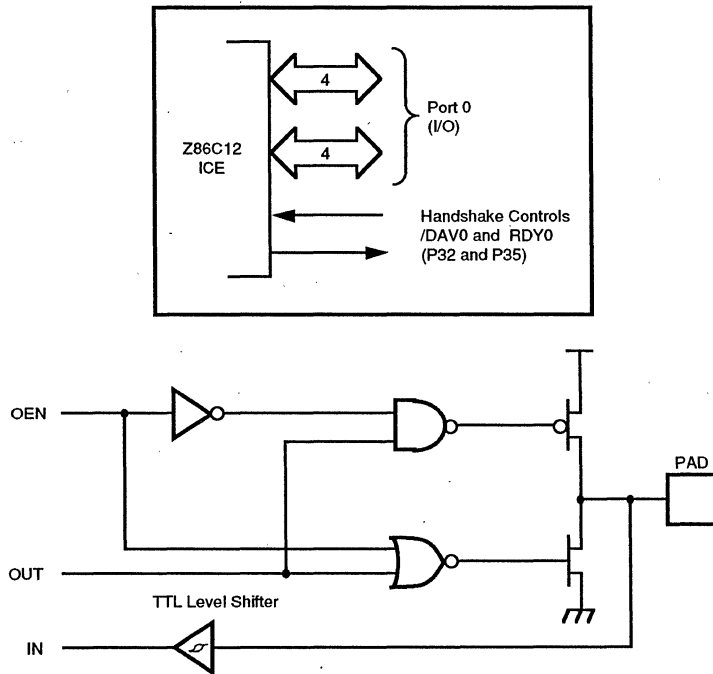 4
Port 0
(I/O)
Z86C12
ICE
4
Handshake Controls
/DAV0 and RDY0
(P32 and P35)
OEN
PAD
OUT
TTL Level Shifter
IN